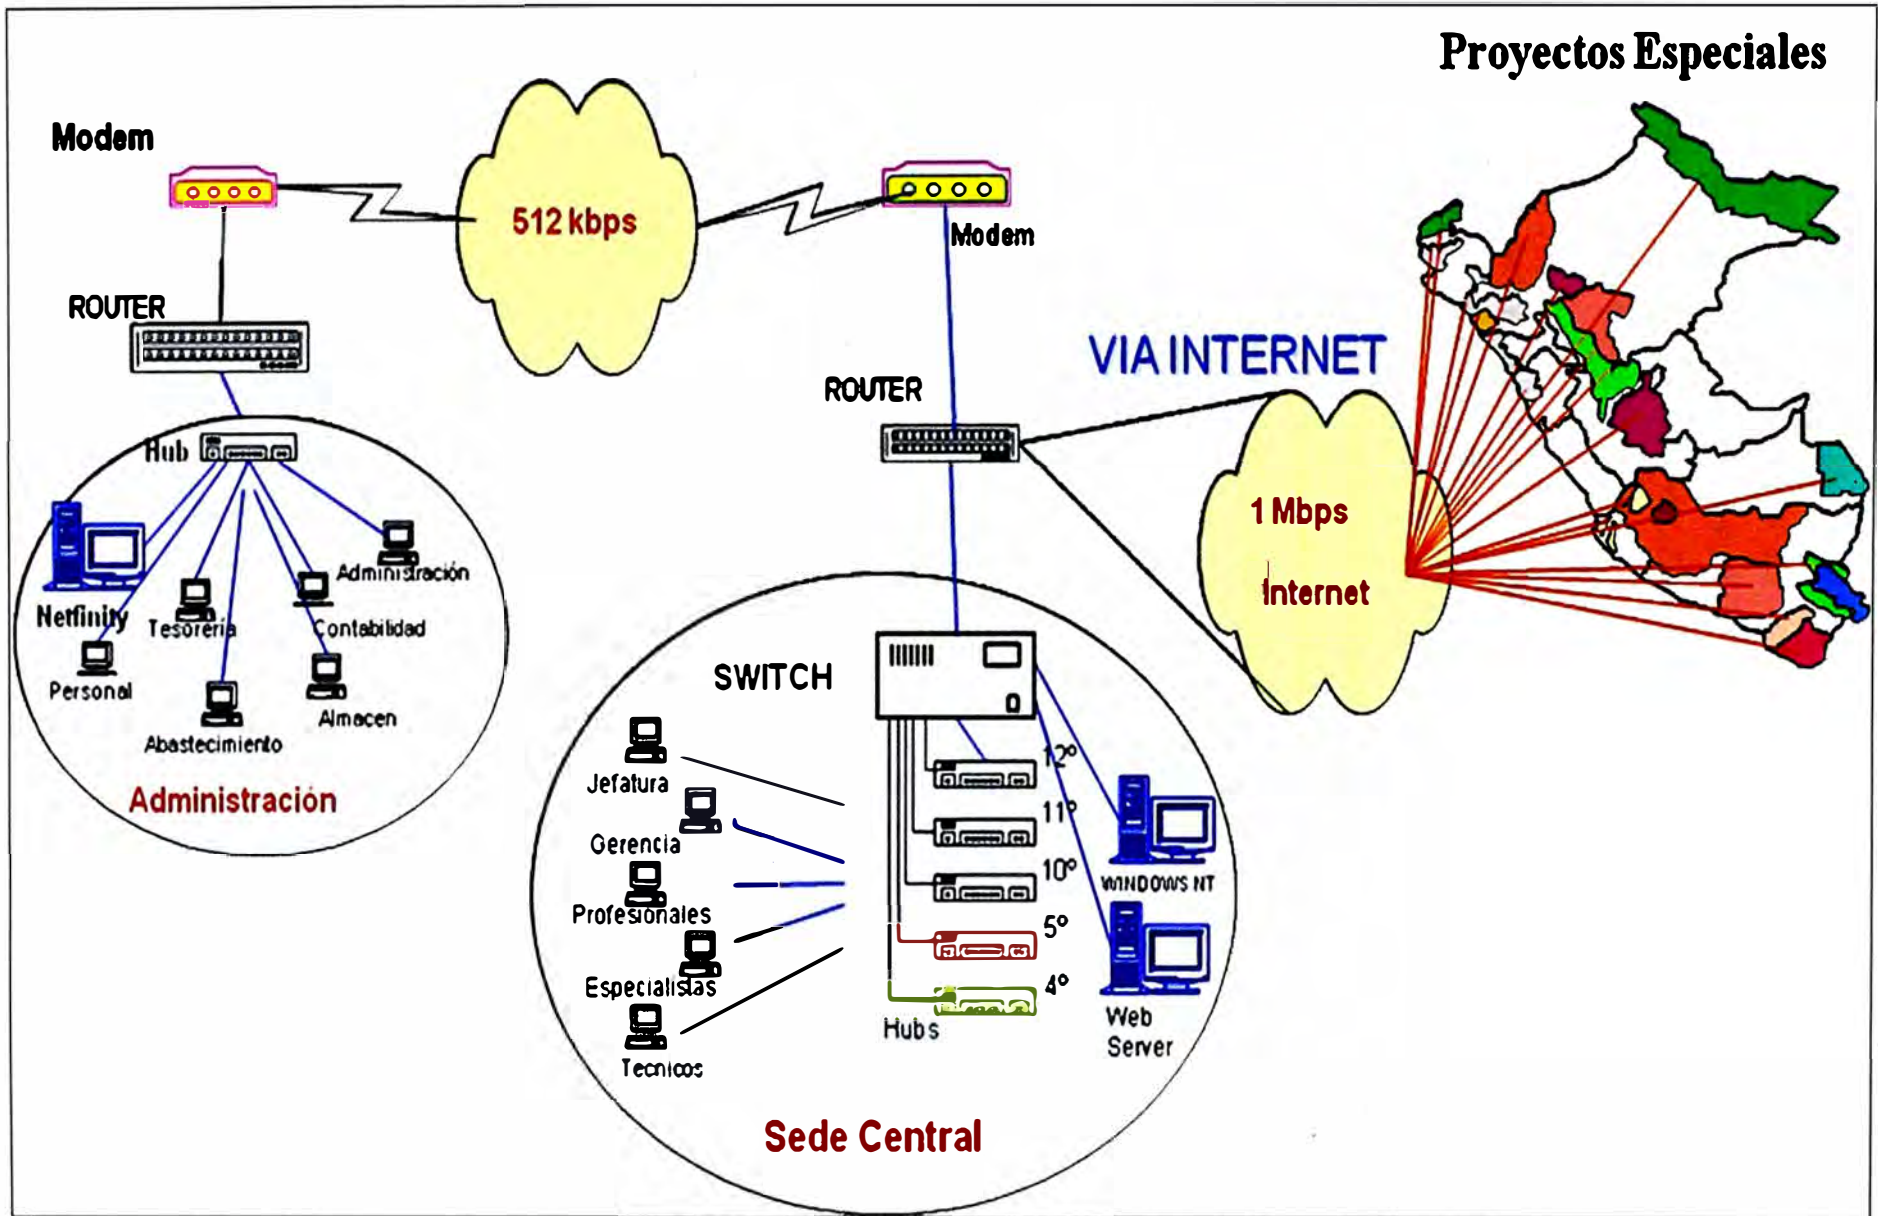 Proyectos Especiales
Modem
512 kbps
Modem
ROUTER
VIA INTERNET
ROUTER
Hub
1 Mbps
Internet
Administración
Netfinity
Tesorería
Contabilidad
Personal
Almacen
Abastecimiento
Administración
SWITCH
Jefatura
Gerencia
Profesionales
Especialistas
Tecnicos
12º
11º
10º
5º
4º
Hubs
WINDOWS NT
Web
Server
Sede Central